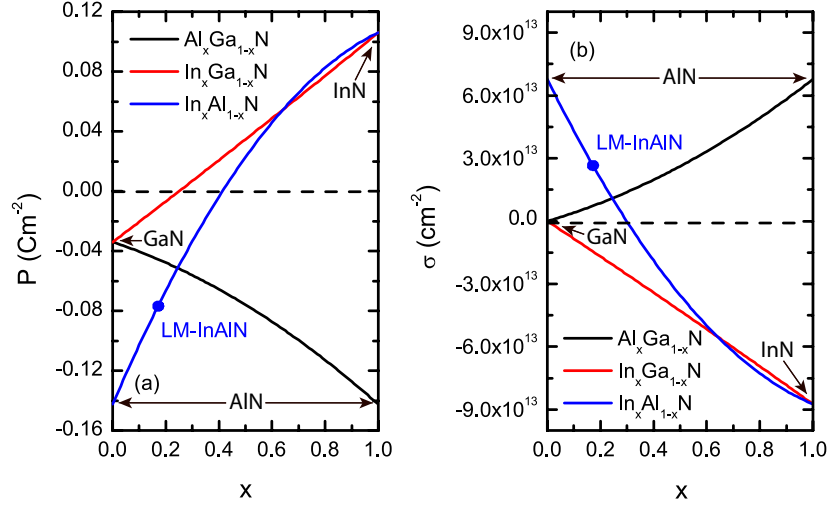 0.12
0.08
0.04
0.00
-0.04
-0.08
-0.12
-0.16
P (Cm-2)
AlxGa1-xN
InxGa1-xN
InxAl1-xN
InN
GaN
LM-InAlN
(a)
AlN
0.0 0.2 0.4 0.6 0.8 1.0
x
9.0x1013
6.0x1013
3.0x1013
0.0
-3.0x1013
-6.0x1013
-9.0x1013
σ (cm-2)
(b)
AlN
LM-InAlN
GaN
AlxGa1-xN
InxGa1-xN
InxAl1-xN
InN
0.0 0.2 0.4 0.6 0.8 1.0
x